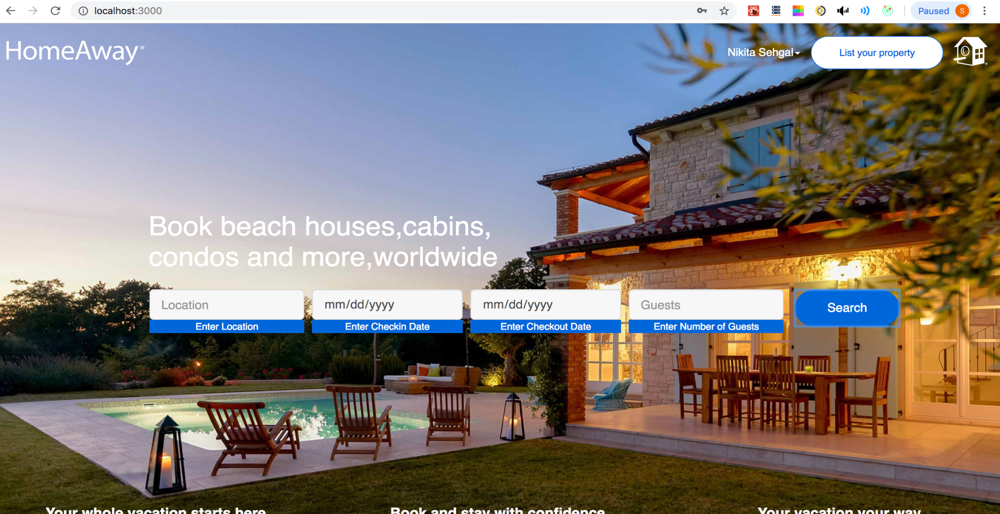 localhost:3000
Paused S
HomeAway®
Nikita Sehgal
List your property
Book beach houses,cabins,
condos and more,worldwide
Location
mm/dd/yyyy
mm/dd/yyyy
Guests
Search
Enter Location
Enter Checkin Date
Enter Checkout Date
Enter Number of Guests
Your whole vacation starts here
Book and stay with confidence
Your vacation your way